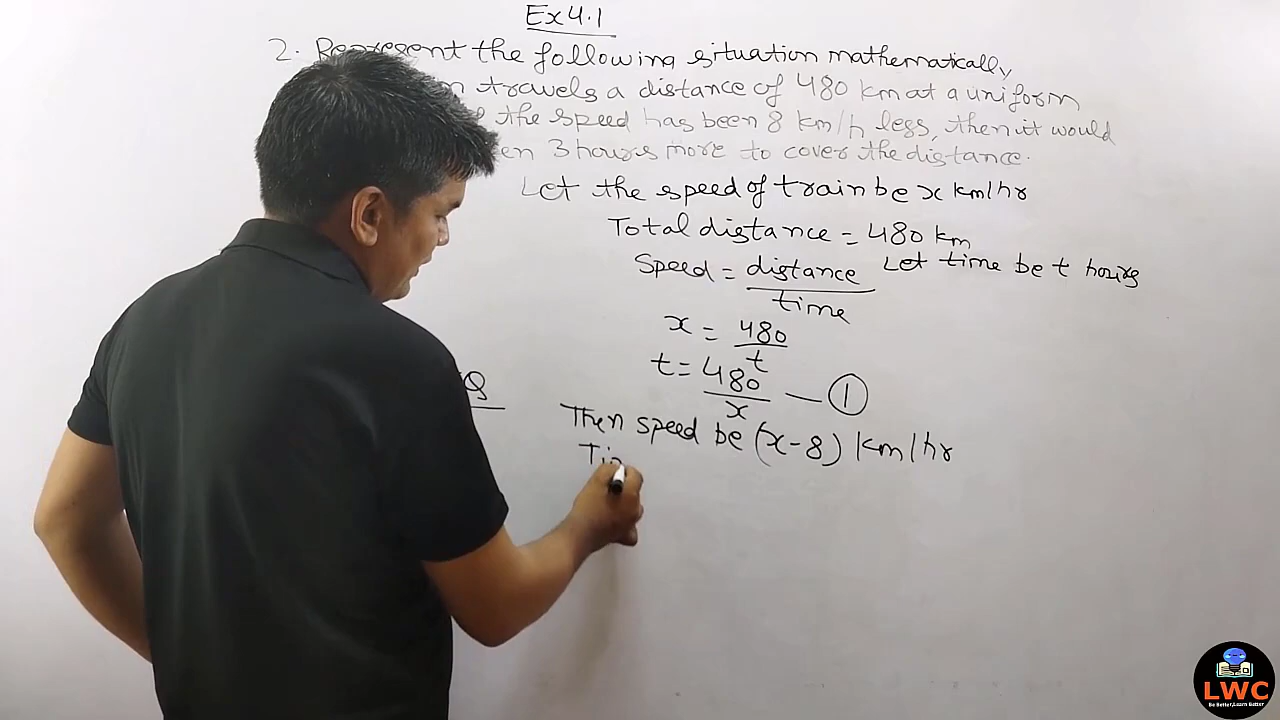 Ex 4.1
2. Represent the following situation mathematically
travels a distance of 480 km at a uniform
the speed has been 8 km/h less, then it would
3 hours more to cover the distance.
Let the speed of train be x km/hr
Total distance = 480 km
Speed = distance / time Let time be t hours
x = 480 / t
t = 480 / x — ①
Then speed be (x-8) km/hr
Ti
LWC
Be Better, Learn Better